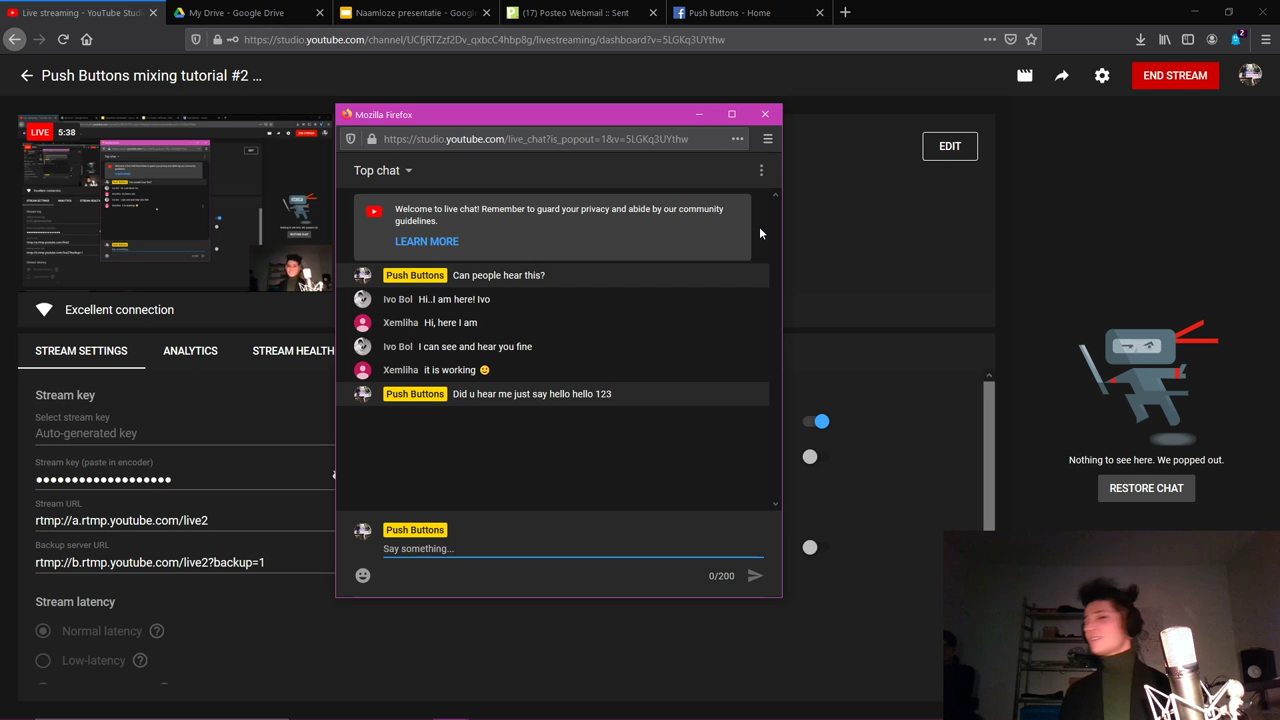 Live streaming - YouTube Stud
My Drive - Google Drive
Naamloze presentatie - Google
(17) Posteo Webmail :: Sent
Push Buttons - Home
https://studio.youtube.com/channel/UCfjRTZzf2Dv_qxbcC4hbp8g/livestreaming/dashboard?v=5LGKq3UYthw
2
Push Buttons mixing tutorial #2 ...
END STREAM
LIVE 5:38
EDIT
Mozilla Firefox
https://studio.youtube.com/live_chat?is_popout=1&v=5LGKq3UYthw
Top chat
Welcome to live chat! Remember to guard your privacy and abide by our community
guidelines.
LEARN MORE
Push Buttons Can people hear this?
Ivo Bol Hi..I am here! Ivo
Xemliha Hi, here I am
Ivo Bol I can see and hear you fine
Xemliha it is working
Push Buttons Did u hear me just say hello hello 123
Push Buttons
Say something...
0/200
Excellent connection
STREAM SETTINGS
ANALYTICS
STREAM HEALTH
Stream key
Select stream key
Auto-generated key
Stream key (paste in encoder)
Stream URL
rtmp://a.rtmp.youtube.com/live2
Backup server URL
rtmp://b.rtmp.youtube.com/live2?backup=1
Stream latency
Normal latency
Low-latency
Nothing to see here. We popped out.
RESTORE CHAT